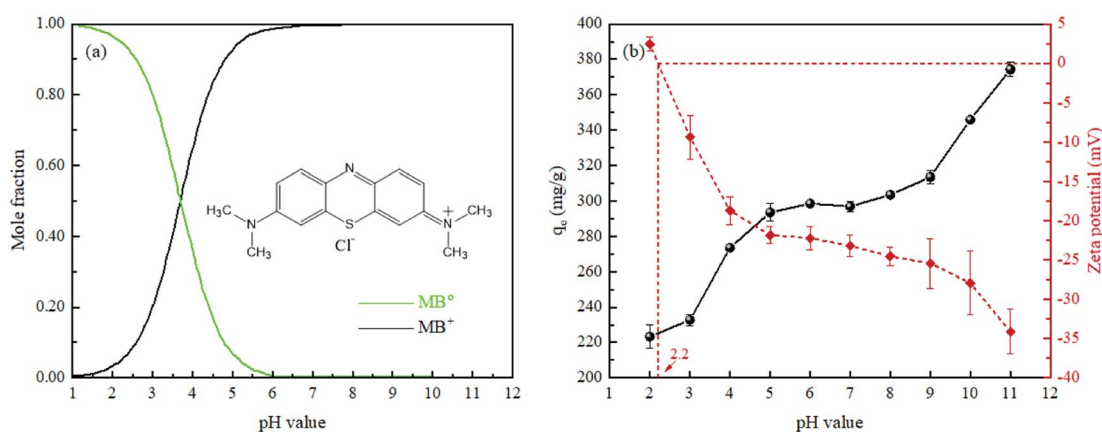 (a)
Mole fraction
1.00
0.80
0.60
0.40
0.20
0.00
N
H₃C
N
CH₃
S
Cl⁻
+
N
CH₃
CH₃
MB⁰
MB⁺
1 2 3 4 5 6 7 8 9 10 11 12
pH value
(b)
qₑ (mg/g)
400
380
360
340
320
300
280
260
240
220
200
2.2
1 2 3 4 5 6 7 8 9 10 11 12
pH value
5
0
-5
-10
-15
-20
-25
-30
-35
-40
Zeta potential (mV)